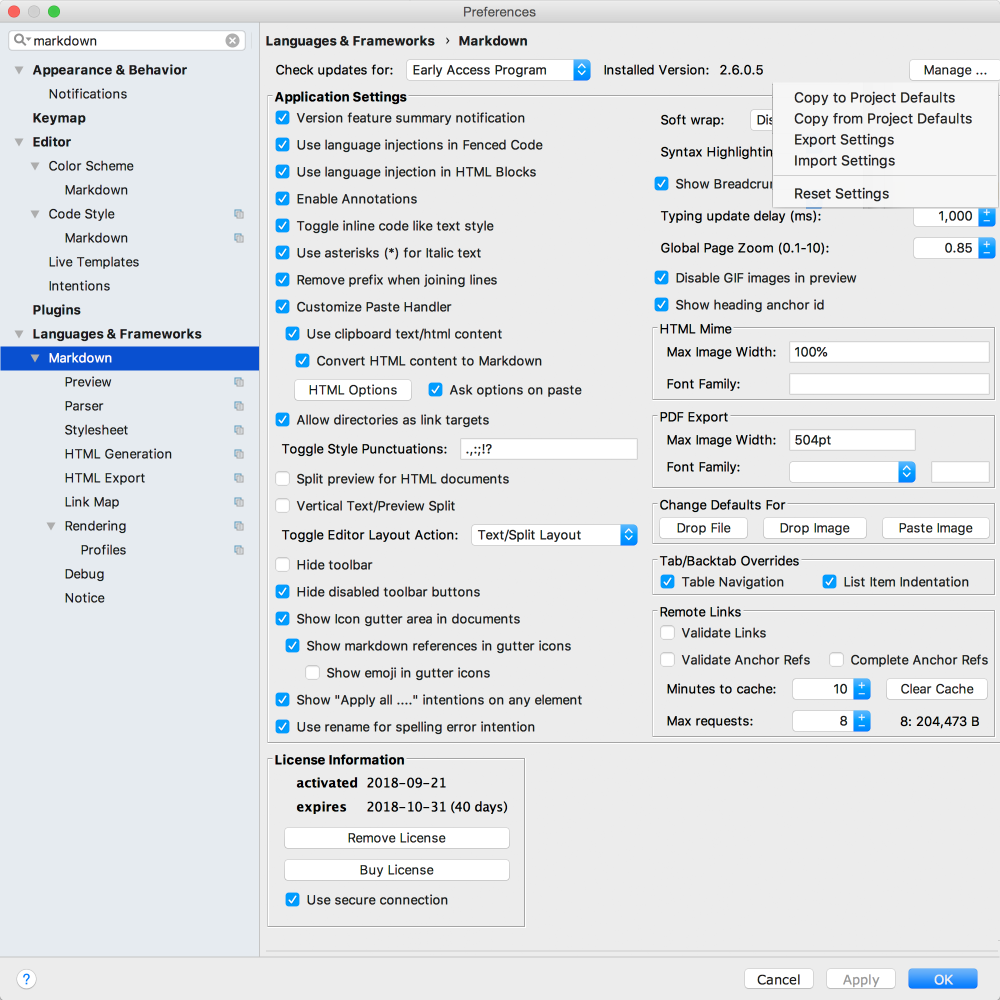 Preferences
markdown
Appearance & Behavior
Notifications
Keymap
Editor
Color Scheme
Markdown
Code Style
Markdown
Live Templates
Intentions
Plugins
Languages & Frameworks
Markdown
Preview
Parser
Stylesheet
HTML Generation
HTML Export
Link Map
Rendering
Profiles
Debug
Notice
Languages & Frameworks › Markdown
Check updates for: Early Access Program Installed Version: 2.6.0.5 Manage ...
Copy to Project Defaults
Copy from Project Defaults
Export Settings
Import Settings
Reset Settings
Application Settings
Version feature summary notification
Use language injections in Fenced Code
Use language injection in HTML Blocks
Enable Annotations
Toggle inline code like text style
Use asterisks (*) for Italic text
Remove prefix when joining lines
Customize Paste Handler
Use clipboard text/html content
Convert HTML content to Markdown
HTML Options Ask options on paste
Allow directories as link targets
Toggle Style Punctuations: .,:;!?
Split preview for HTML documents
Vertical Text/Preview Split
Toggle Editor Layout Action: Text/Split Layout
Hide toolbar
Hide disabled toolbar buttons
Show Icon gutter area in documents
Show markdown references in gutter icons
Show emoji in gutter icons
Show "Apply all ...." intentions on any element
Use rename for spelling error intention
Soft wrap:
Syntax
Show
Typing update delay (ms): 1,000
Global Page Zoom (0.1-10): 0.85
Disable GIF images in preview
Show heading anchor id
HTML Mime
Max Image Width: 100%
Font Family:
PDF Export
Max Image Width: 504pt
Font Family:
Change Defaults For
Drop File Drop Image Paste Image
Tab/Backtab Overrides
Table Navigation List Item Indentation
Remote Links
Validate Links
Validate Anchor Refs Complete Anchor Refs
Minutes to cache: 10 Clear Cache
Max requests: 8 8: 204,473 B
License Information
activated 2018-09-21
expires 2018-10-31 (40 days)
Remove License
Buy License
Use secure connection
? Cancel Apply OK